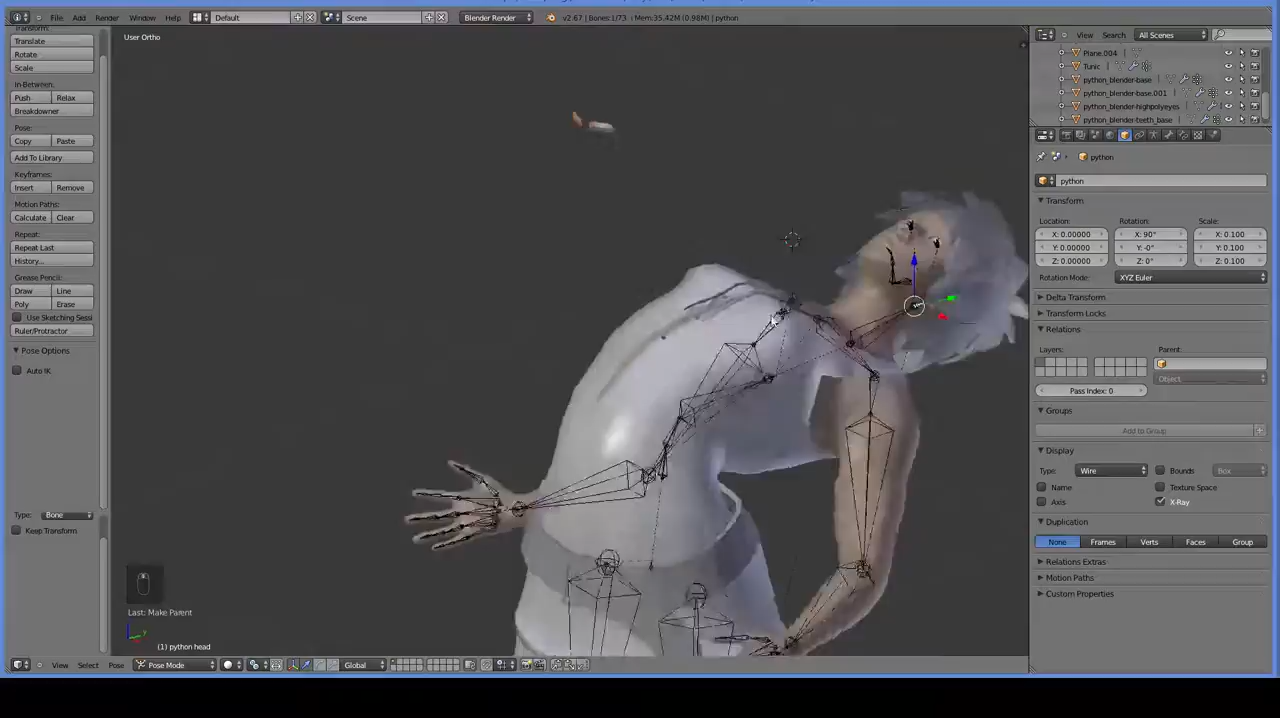 File Add Render Window Help Default Scene Blender Render v2.67 | Bones:1/73 | Mem:35.42M (0.98M) | python
Transform:
Translate
Rotate
Scale
In-Between:
Push Relax
Breakdowner
Pose:
Copy Paste
Add To Library
Keyframes:
Insert Remove
Motion Paths:
Calculate Clear
Repeat:
Repeat Last
History...
Grease Pencil:
Draw Line
Poly Erase
Use Sketching Sessi
Ruler/Protractor
Pose Options
Auto IK
Type: Bone
Keep Transform
User Ortho
Last: Make Parent
(1) python head
View Select Pose Pose Mode Global
View Search All Scenes
Plane.004
Tunic
python_blender-base
python_blender-base.001
python_blender-highpolyeyes
python_blender-teeth_base
python
python
Transform
Location: Rotation: Scale:
X: 0.00000 X: 90° X: 0.100
Y: 0.00000 Y: -0° Y: 0.100
Z: 0.00000 Z: 0° Z: 0.100
Rotation Mode: XYZ Euler
Delta Transform
Transform Locks
Relations
Layers: Parent:
Object
Pass Index: 0
Groups
Add to Group
Display
Type: Wire Bounds Box
Name Texture Space
Axis X-Ray
Duplication
None Frames Verts Faces Group
Relations Extras
Motion Paths
Custom Properties